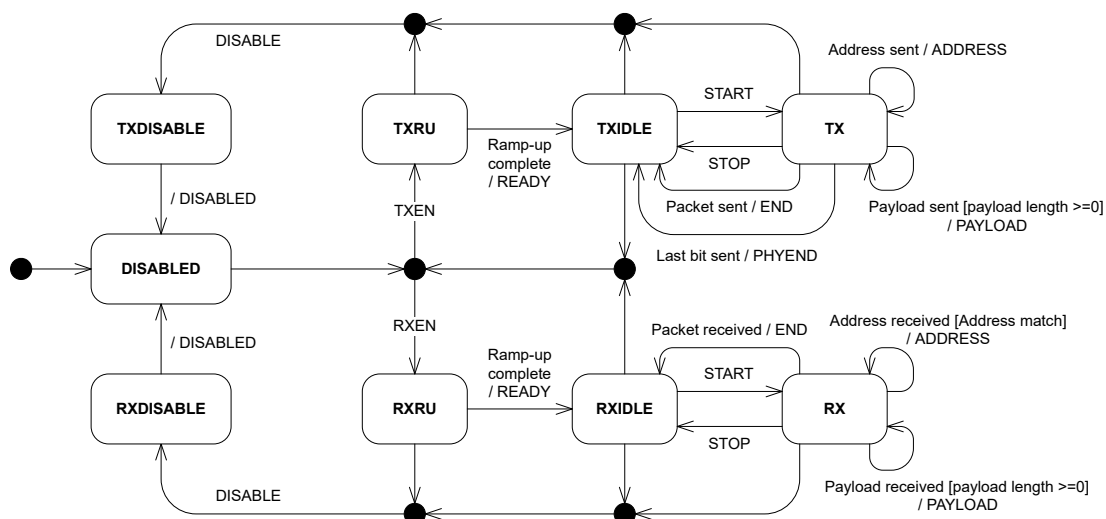 DISABLE
Address sent / ADDRESS
TXDISABLE
TXRU
TXIDLE
TX
START
STOP
Ramp-up
complete
/ READY
/ DISABLED
TXEN
Packet sent / END
Payload sent [payload length >=0]
/ PAYLOAD
Last bit sent / PHYEND
DISABLED
RXEN
Packet received / END
Address received [Address match]
/ ADDRESS
/ DISABLED
Ramp-up
complete
/ READY
START
RXDISABLE
RXRU
RXIDLE
RX
STOP
DISABLE
Payload received [payload length >=0]
/ PAYLOAD